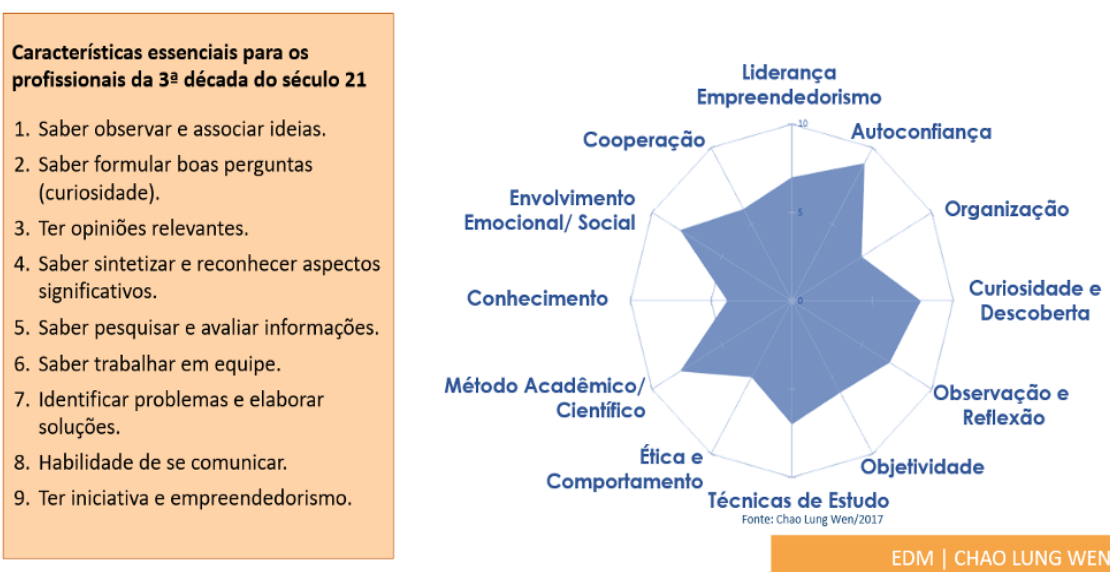 Características essenciais para os
profissionais da 3ª década do século 21
1. Saber observar e associar ideias.
2. Saber formular boas perguntas
(curiosidade).
3. Ter opiniões relevantes.
4. Saber sintetizar e reconhecer aspectos
significativos.
5. Saber pesquisar e avaliar informações.
6. Saber trabalhar em equipe.
7. Identificar problemas e elaborar
soluções.
8. Habilidade de se comunicar.
9. Ter iniciativa e empreendedorismo.
Liderança
Empreendedorismo
10
Autoconfiança
Cooperação
Envolvimento
Emocional/ Social
5
Organização
Conhecimento
0
Curiosidade e
Descoberta
Método Acadêmico/
Científico
Observação e
Reflexão
Ética e
Comportamento
Objetividade
Técnicas de Estudo
Fonte: Chao Lung Wen/2017
EDM | CHAO LUNG WEN